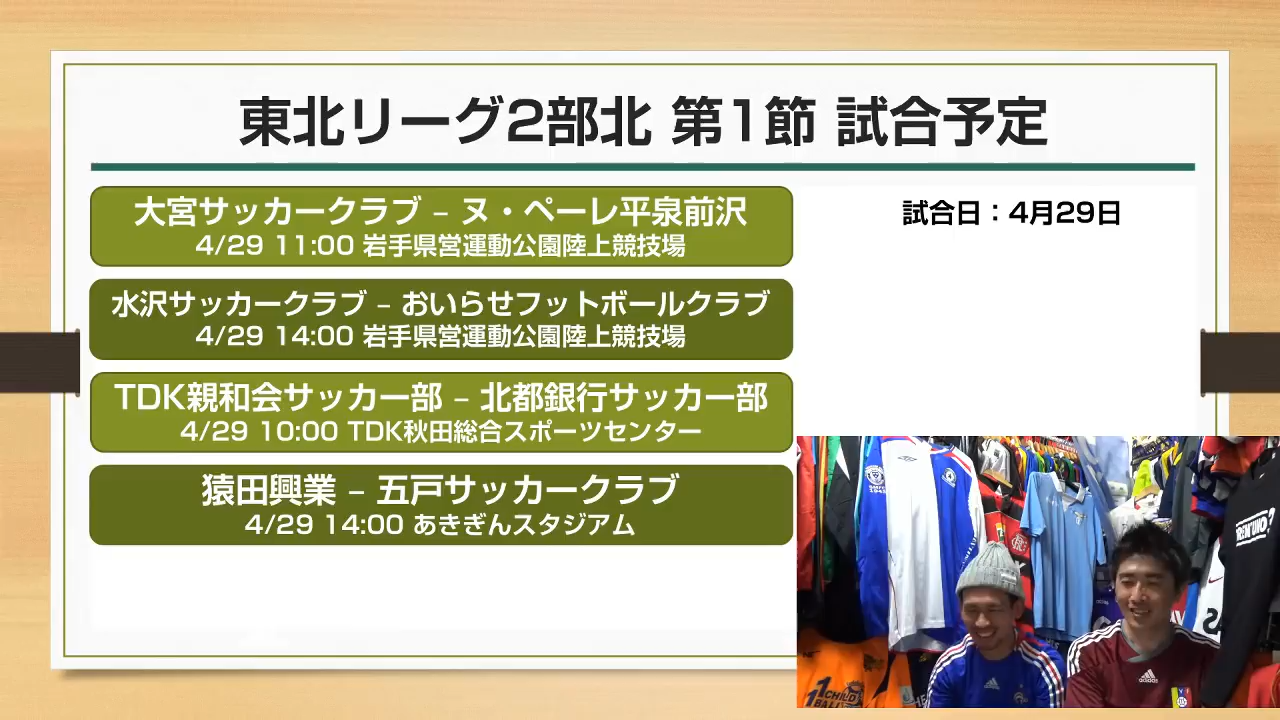 東北リーグ2部北 第1節 試合予定
大宮サッカークラブ – ヌ・ペーレ平泉前沢
4/29 11:00 岩手県営運動公園陸上競技場
水沢サッカークラブ – おいらせフットボールクラブ
4/29 14:00 岩手県営運動公園陸上競技場
TDK親和会サッカー部 – 北都銀行サッカー部
4/29 10:00 TDK秋田総合スポーツセンター
猿田興業 – 五戸サッカークラブ
4/29 14:00 あきぎんスタジアム
試合日：4月29日
adidas